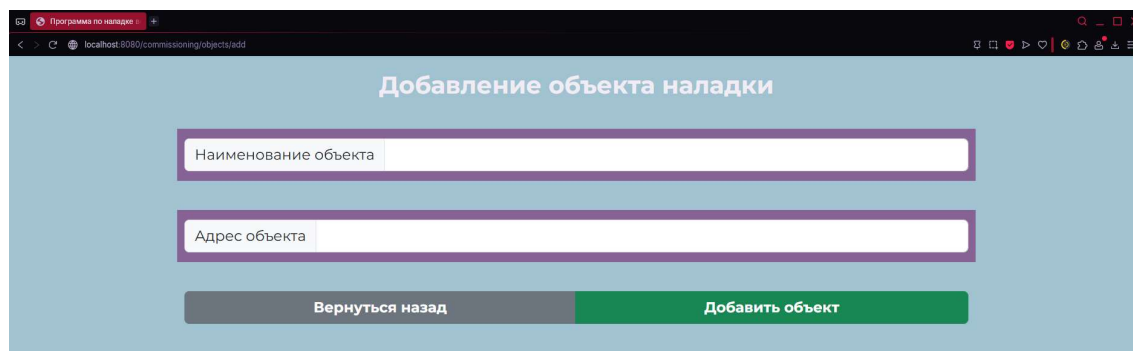 Программа по наладке
localhost:8080/commissioning/objects/add
Добавление объекта наладки
Наименование объекта
Адрес объекта
Вернуться назад
Добавить объект